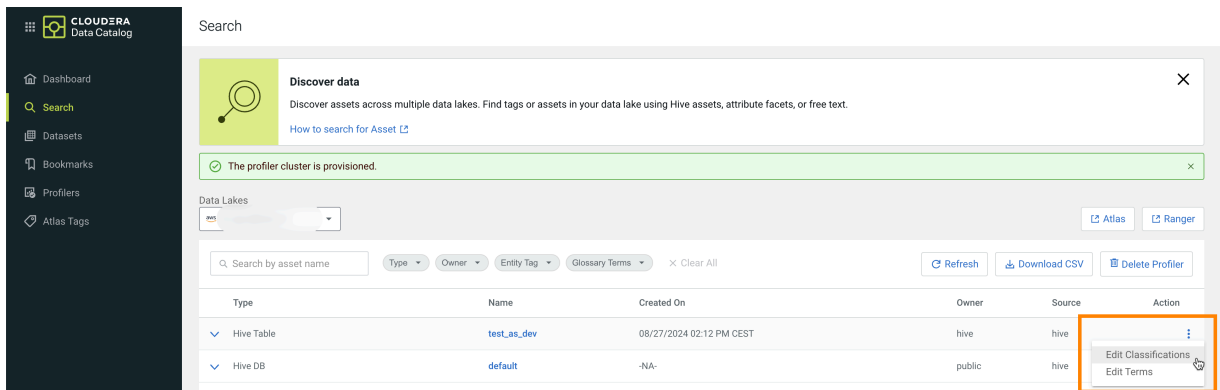 CLOUDERA
Data Catalog
Dashboard
Search
Datasets
Bookmarks
Profilers
Atlas Tags
Search
Discover data
Discover assets across multiple data lakes. Find tags or assets in your data lake using Hive assets, attribute facets, or free text.
How to search for Asset
The profiler cluster is provisioned.
Data Lakes
aws
Atlas
Ranger
Search by asset name
Type
Owner
Entity Tag
Glossary Terms
Clear All
Refresh
Download CSV
Delete Profiler
Type Name Created On Owner Source Action
Hive Table test_as_dev 08/27/2024 02:12 PM CEST hive hive
Hive DB default -NA- public hive
Edit Classifications
Edit Terms